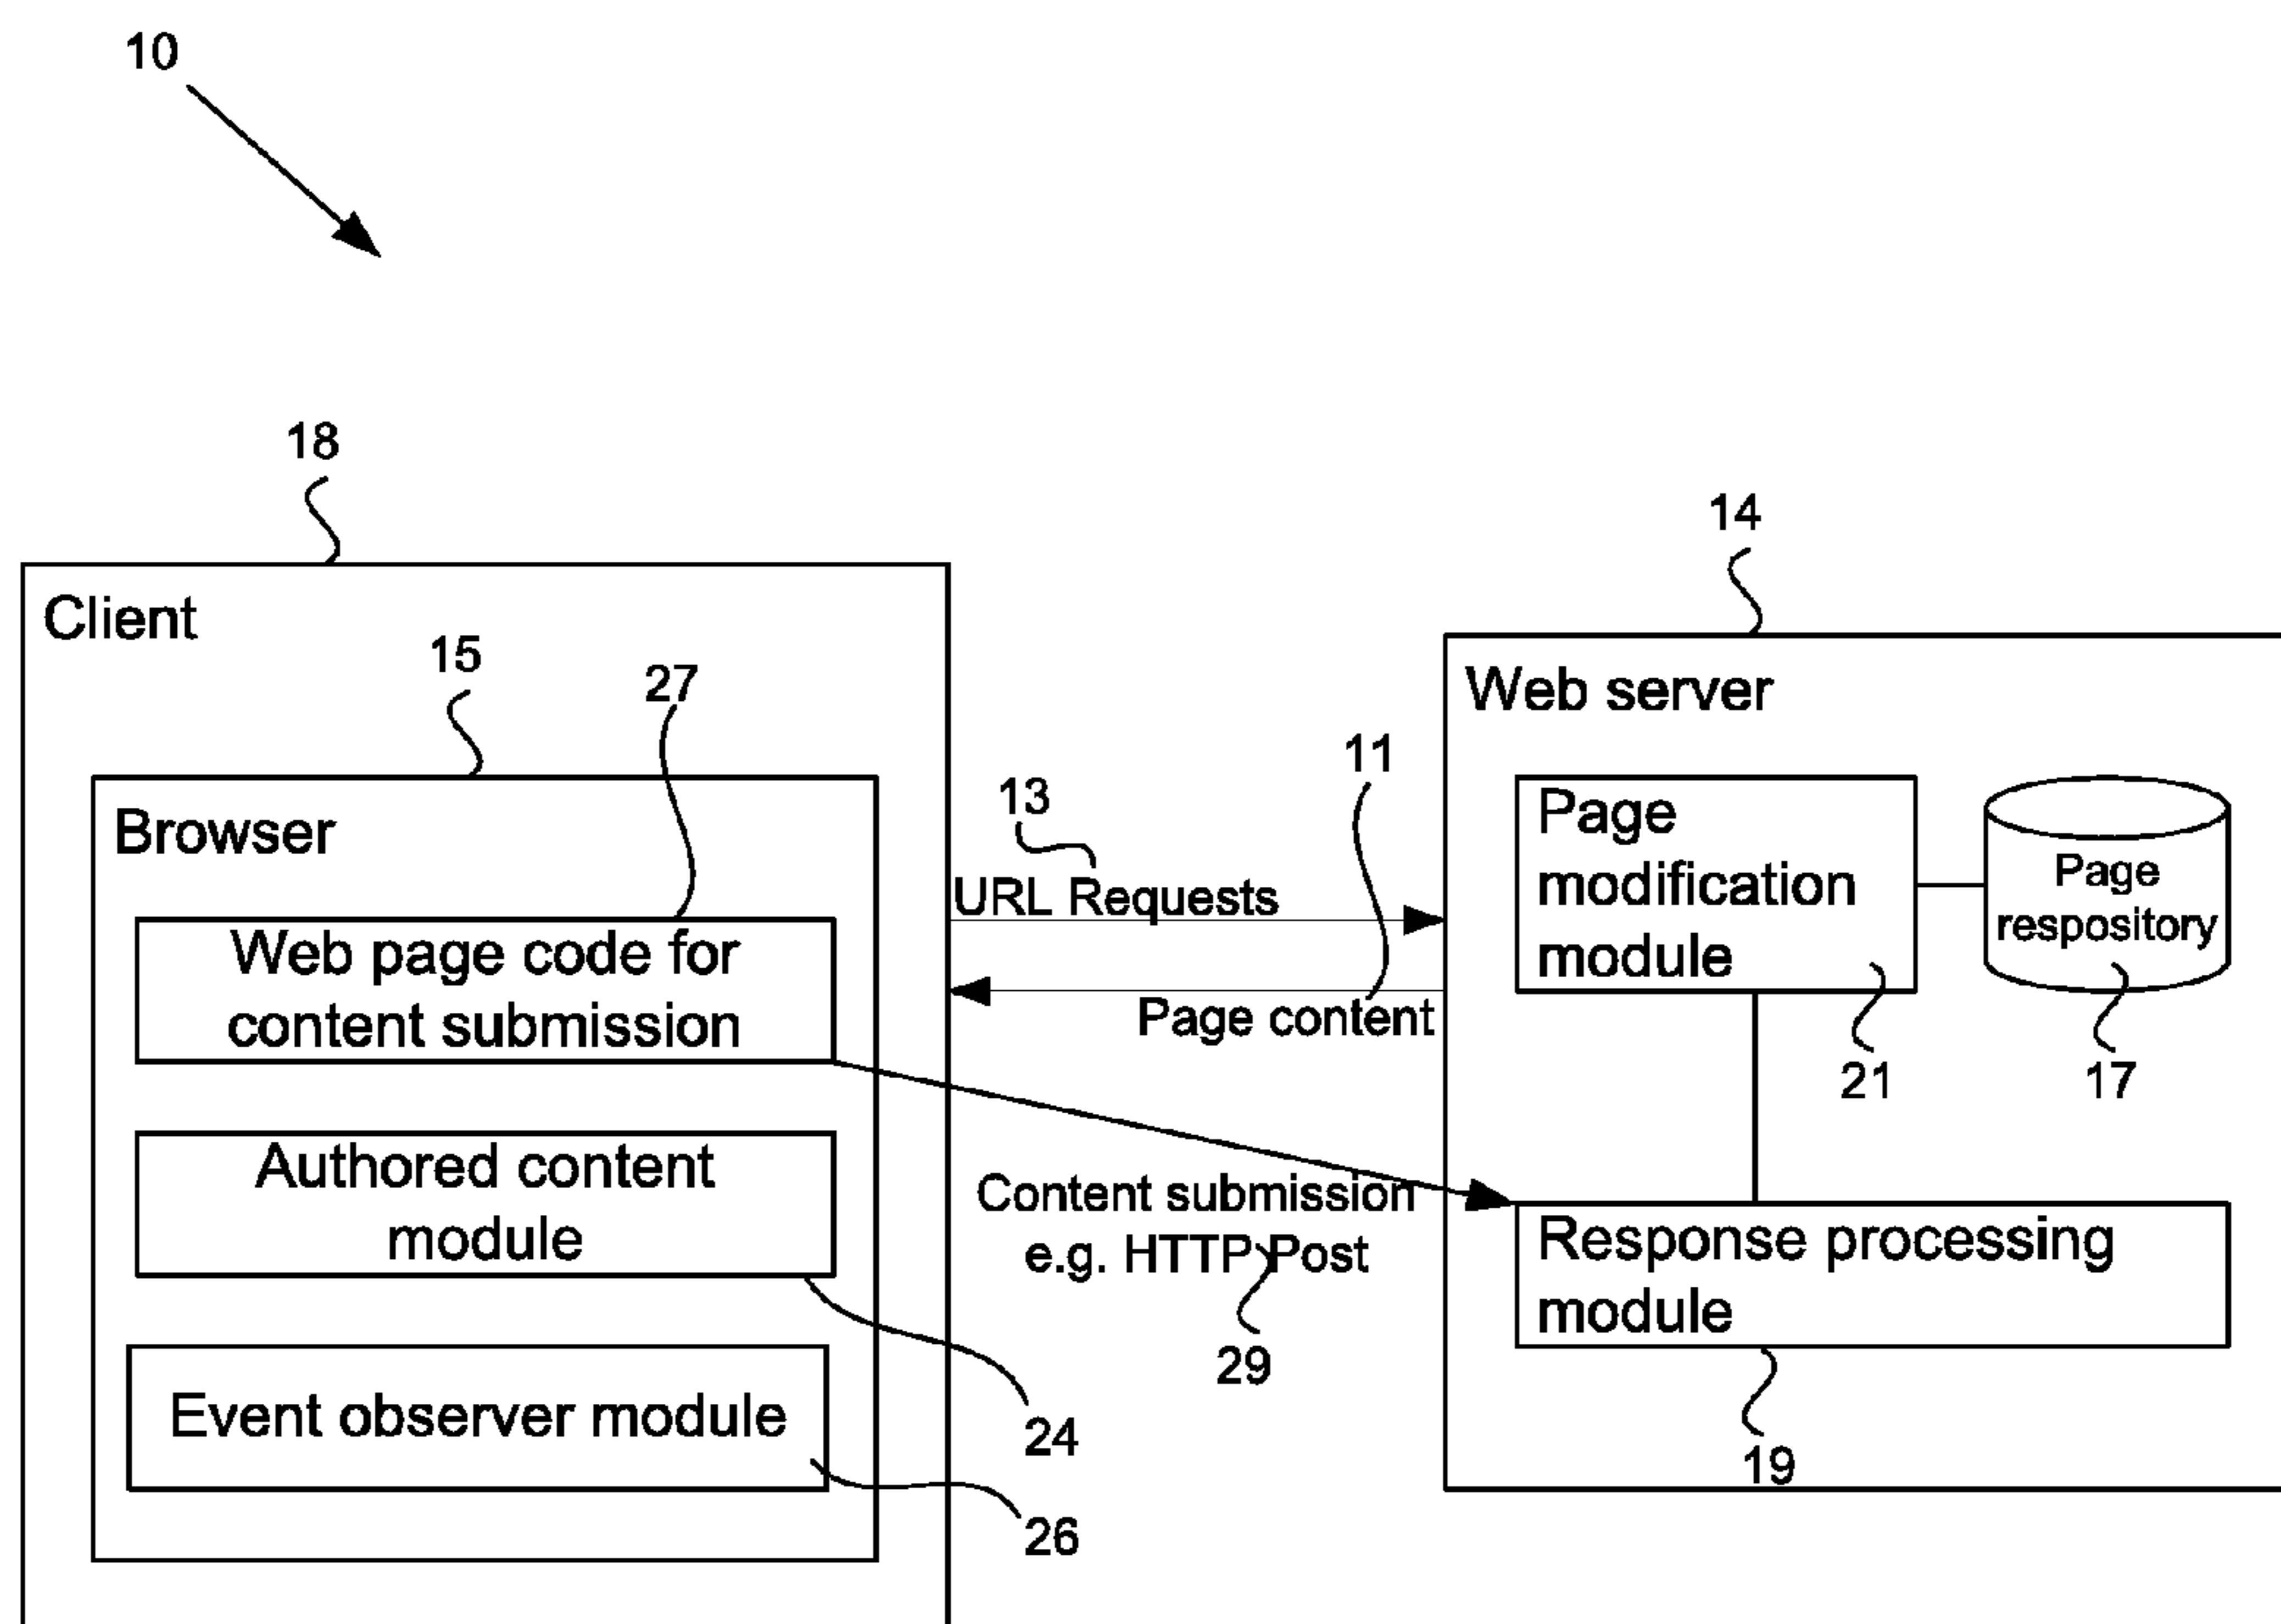 10
18
Client
15
27
Browser
Web page code for
content submission
Authored content
module
Event observer module
24
26
13
URL Requests
11
Page content
Content submission
e.g. HTTP Post
29
14
Web server
Page
modification
module
21
Page
respository
17
Response processing
module
19